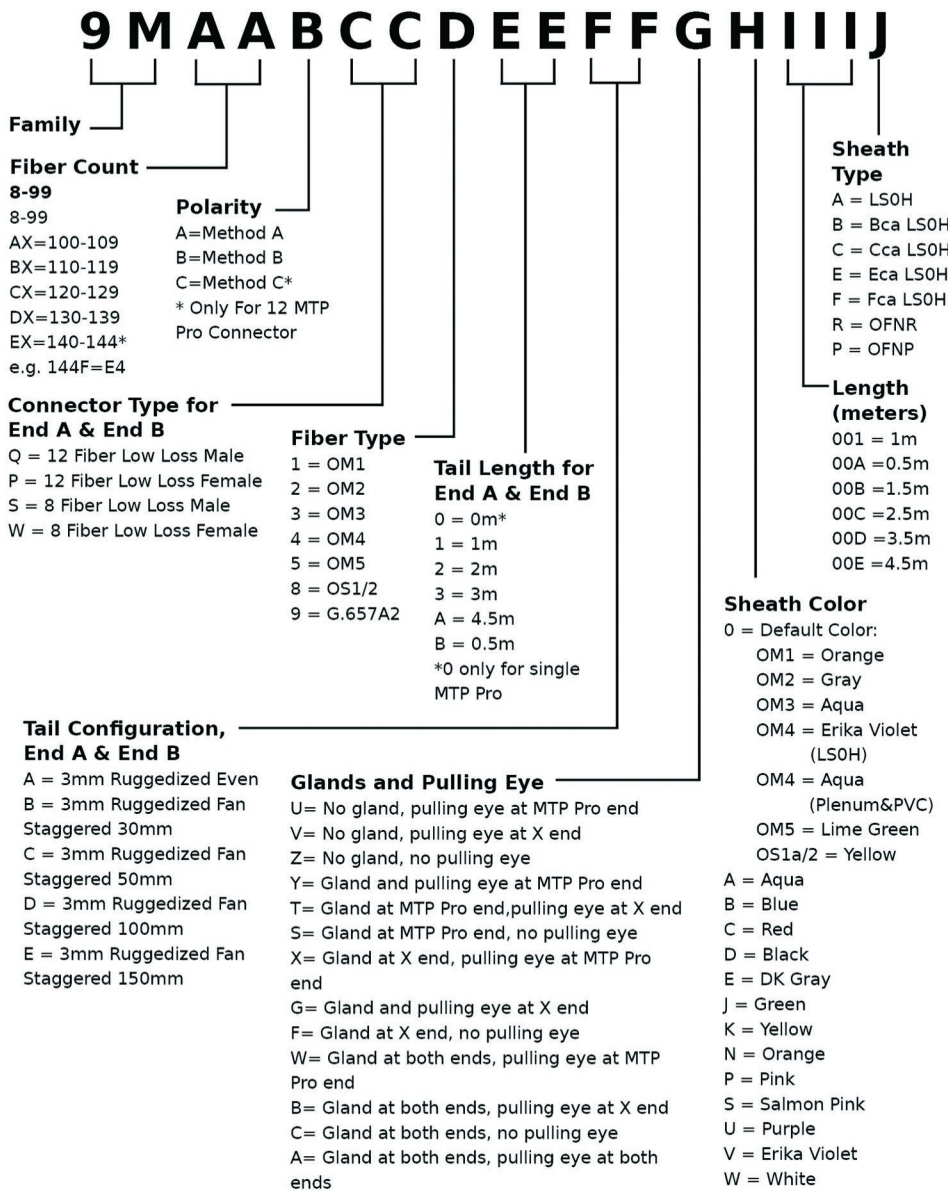 9 M A A B C C D E E F F G H I I I J
Family
Fiber Count
8-99
8-99
AX=100-109
BX=110-119
CX=120-129
DX=130-139
EX=140-144*
e.g. 144F=E4
Polarity
A=Method A
B=Method B
C=Method C*
* Only For 12 MTP
Pro Connector
Connector Type for
End A & End B
Q = 12 Fiber Low Loss Male
P = 12 Fiber Low Loss Female
S = 8 Fiber Low Loss Male
W = 8 Fiber Low Loss Female
Fiber Type
1 = OM1
2 = OM2
3 = OM3
4 = OM4
5 = OM5
8 = OS1/2
9 = G.657A2
Tail Length for
End A & End B
0 = 0m*
1 = 1m
2 = 2m
3 = 3m
A = 4.5m
B = 0.5m
*0 only for single
MTP Pro
Tail Configuration,
End A & End B
A = 3mm Ruggedized Even
B = 3mm Ruggedized Fan
Staggered 30mm
C = 3mm Ruggedized Fan
Staggered 50mm
D = 3mm Ruggedized Fan
Staggered 100mm
E = 3mm Ruggedized Fan
Staggered 150mm
Glands and Pulling Eye
U= No gland, pulling eye at MTP Pro end
V= No gland, pulling eye at X end
Z= No gland, no pulling eye
Y= Gland and pulling eye at MTP Pro end
T= Gland at MTP Pro end,pulling eye at X end
S= Gland at MTP Pro end, no pulling eye
X= Gland at X end, pulling eye at MTP Pro
end
G= Gland and pulling eye at X end
F= Gland at X end, no pulling eye
W= Gland at both ends, pulling eye at MTP
Pro end
B= Gland at both ends, pulling eye at X end
C= Gland at both ends, no pulling eye
A= Gland at both ends, pulling eye at both
ends
Sheath
Type
A = LS0H
B = Bca LS0H
C = Cca LS0H
E = Eca LS0H
F = Fca LS0H
R = OFNR
P = OFNP
Length
(meters)
001 = 1m
00A =0.5m
00B =1.5m
00C =2.5m
00D =3.5m
00E =4.5m
Sheath Color
0 = Default Color:
OM1 = Orange
OM2 = Gray
OM3 = Aqua
OM4 = Erika Violet
(LS0H)
OM4 = Aqua
(Plenum&PVC)
OM5 = Lime Green
OS1a/2 = Yellow
A = Aqua
B = Blue
C = Red
D = Black
E = DK Gray
J = Green
K = Yellow
N = Orange
P = Pink
S = Salmon Pink
U = Purple
V = Erika Violet
W = White